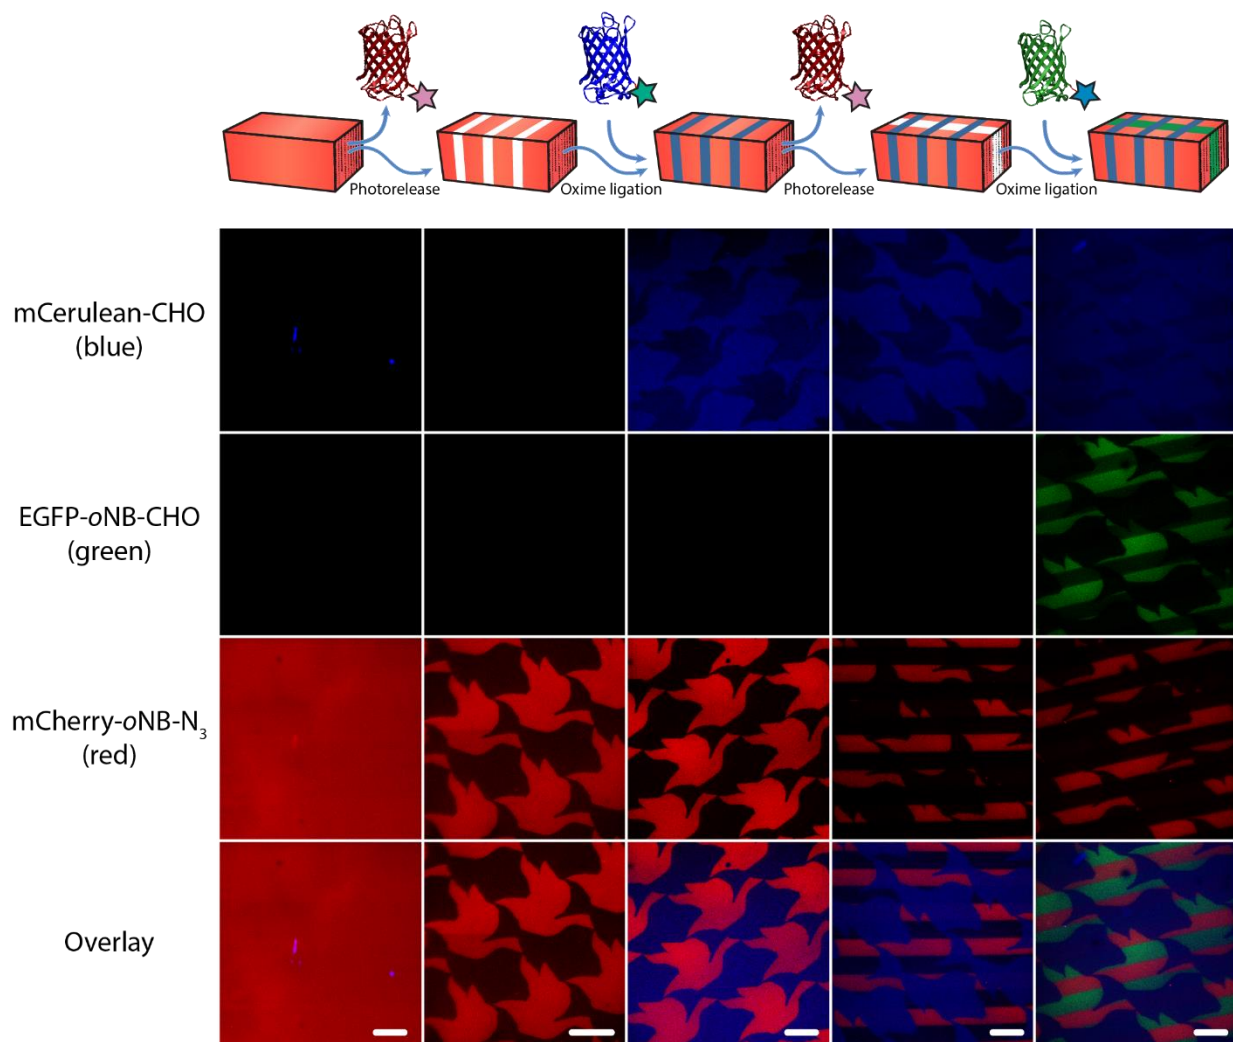 Photorelease
Oxime ligation
Photorelease
Oxime ligation
mCerulean-CHO
(blue)
EGFP-oNB-CHO
(green)
mCherry-oNB-N₃
(red)
Overlay